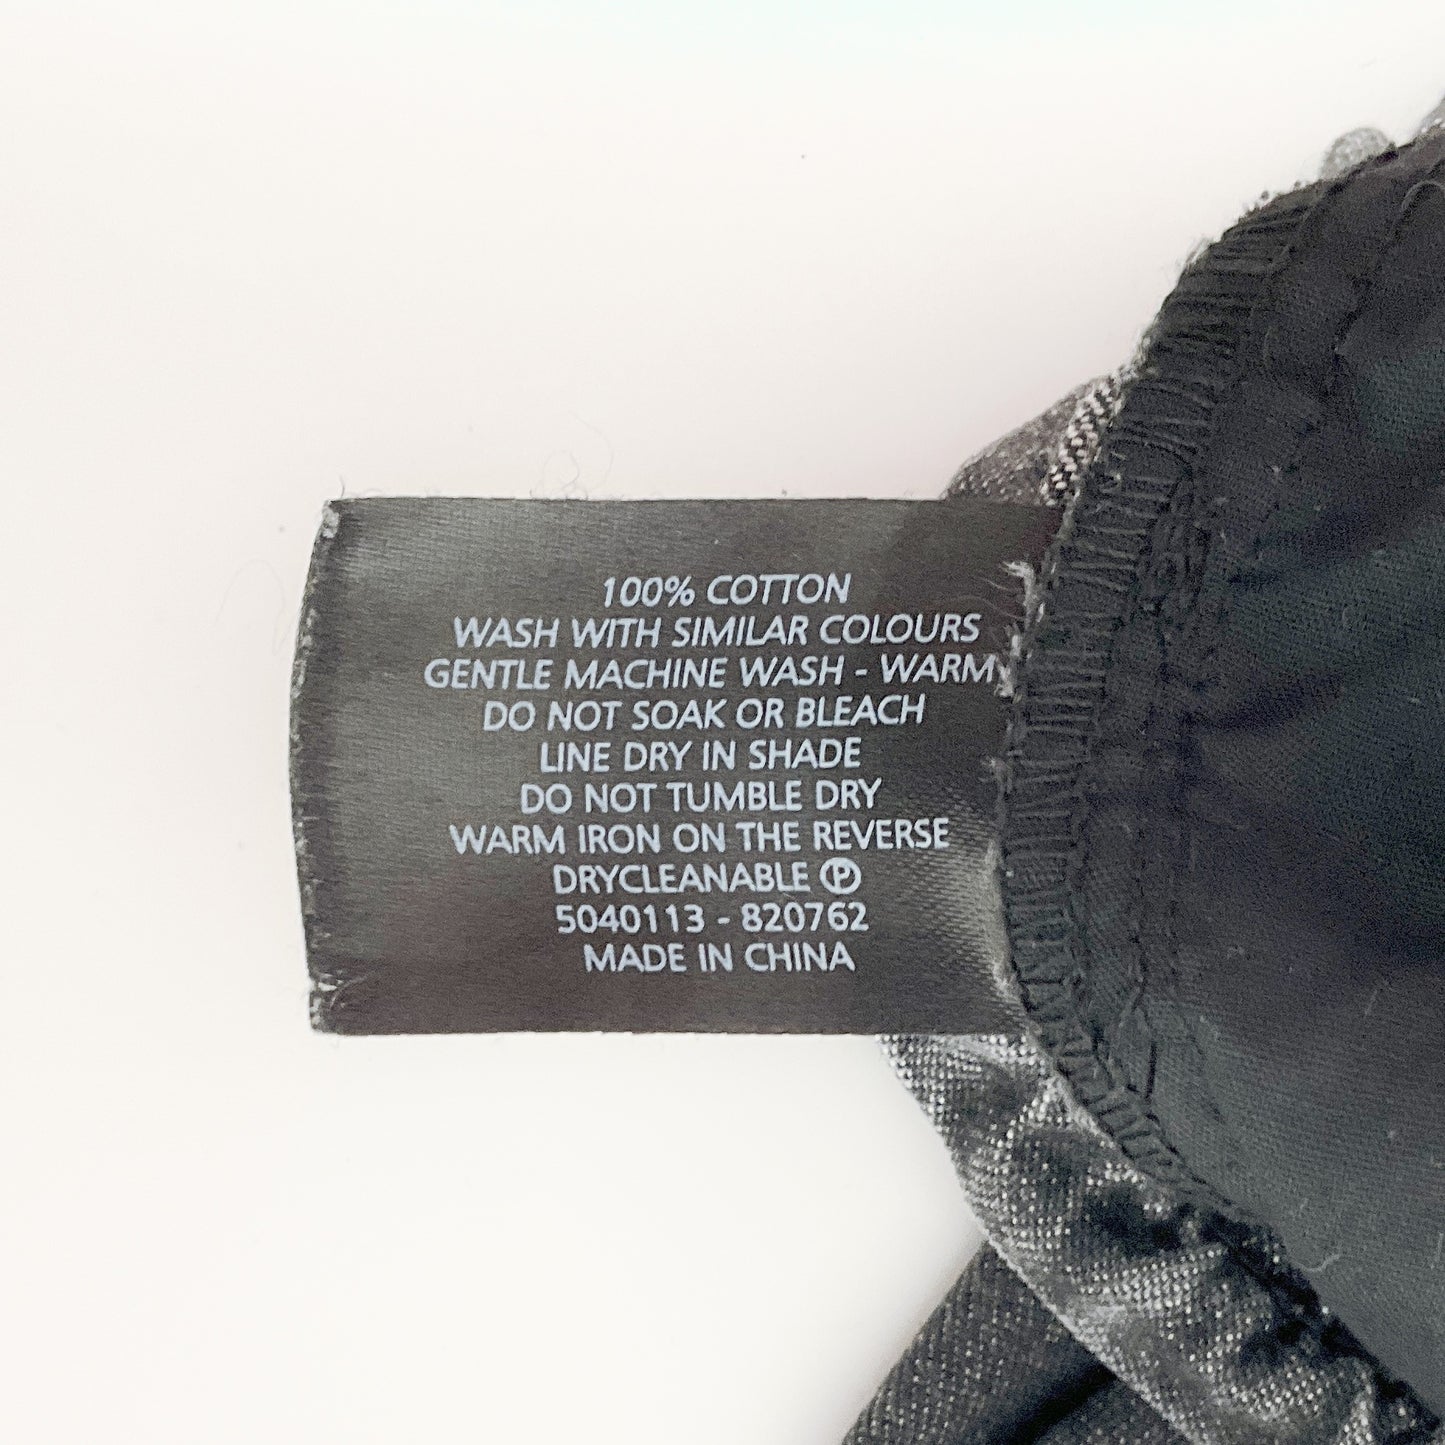 100% COTTON
WASH WITH SIMILAR COLOURS
GENTLE MACHINE WASH - WARM
DO NOT SOAK OR BLEACH
LINE DRY IN SHADE
DO NOT TUMBLE DRY
WARM IRON ON THE REVERSE
DRYCLEANABLE Ⓟ
5040113 - 820762
MADE IN CHINA